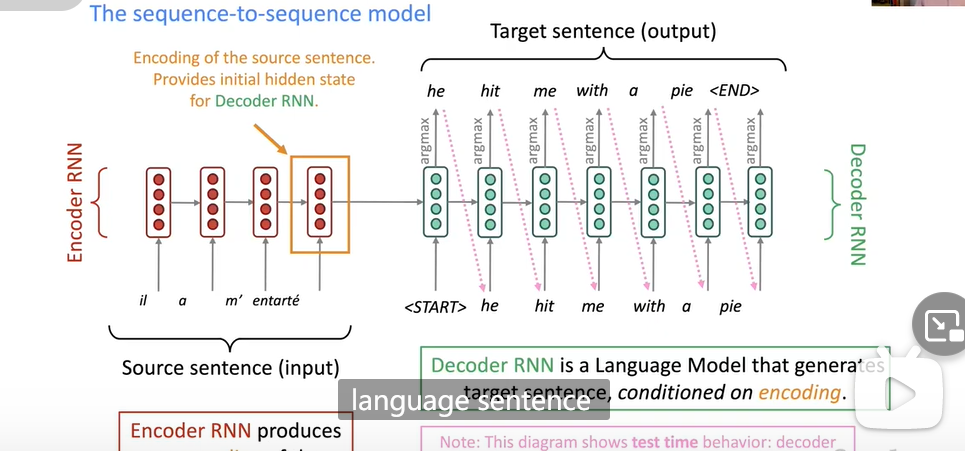 The sequence-to-sequence model
Target sentence (output)
Encoding of the source sentence.
Provides initial hidden state
for Decoder RNN.
he hit me with a pie <END>
argmax argmax argmax argmax argmax argmax argmax
Encoder RNN
Decoder RNN
il a m’ entarté
<START> he hit me with a pie
Source sentence (input)
Decoder RNN is a Language Model that generates
target sentence, conditioned on encoding.
language sentence
Encoder RNN produces
Note: This diagram shows test time behavior: decoder